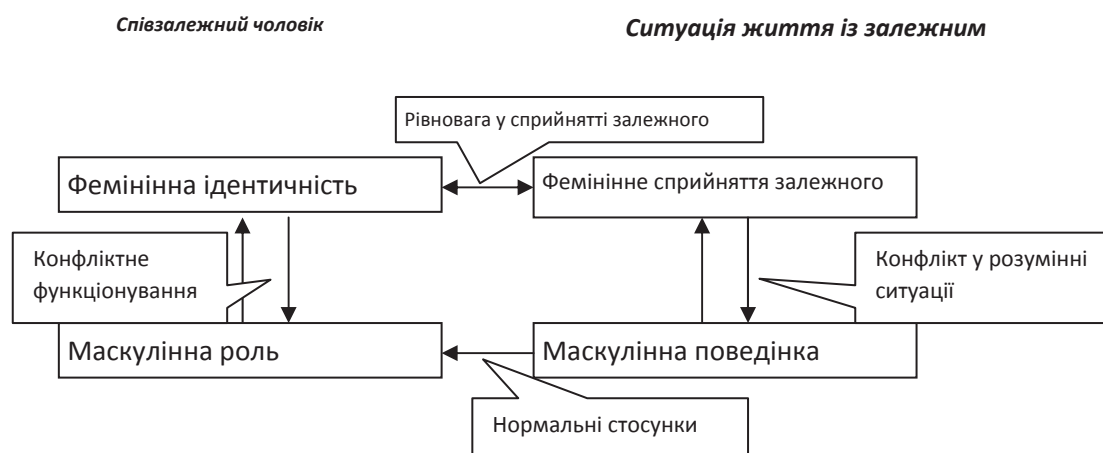 Співзалежний чоловік
Ситуація життя із залежним
Рівновага у сприйнятті залежного
Фемінінна ідентичність
Фемінінне сприйняття залежного
Конфліктне
функціонування
Конфлікт у розумінні
ситуації
Маскулінна роль
Маскулінна поведінка
Нормальні стосунки